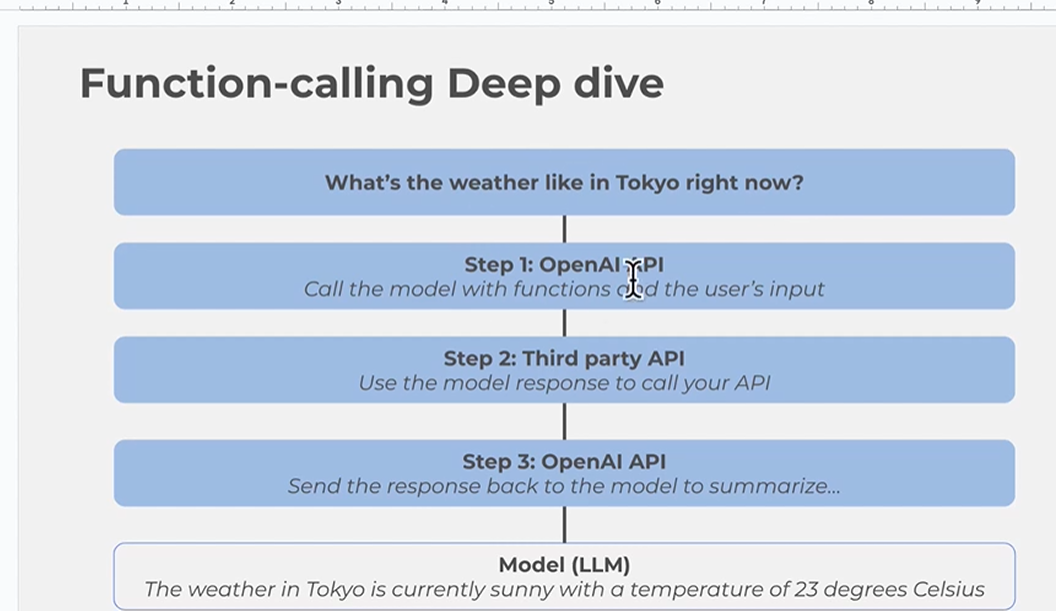 1 2 3 4 5 6 7 8 9
Function-calling Deep dive
What's the weather like in Tokyo right now?
Step 1: OpenAI API
Call the model with functions and the user's input
Step 2: Third party API
Use the model response to call your API
Step 3: OpenAI API
Send the response back to the model to summarize...
Model (LLM)
The weather in Tokyo is currently sunny with a temperature of 23 degrees Celsius